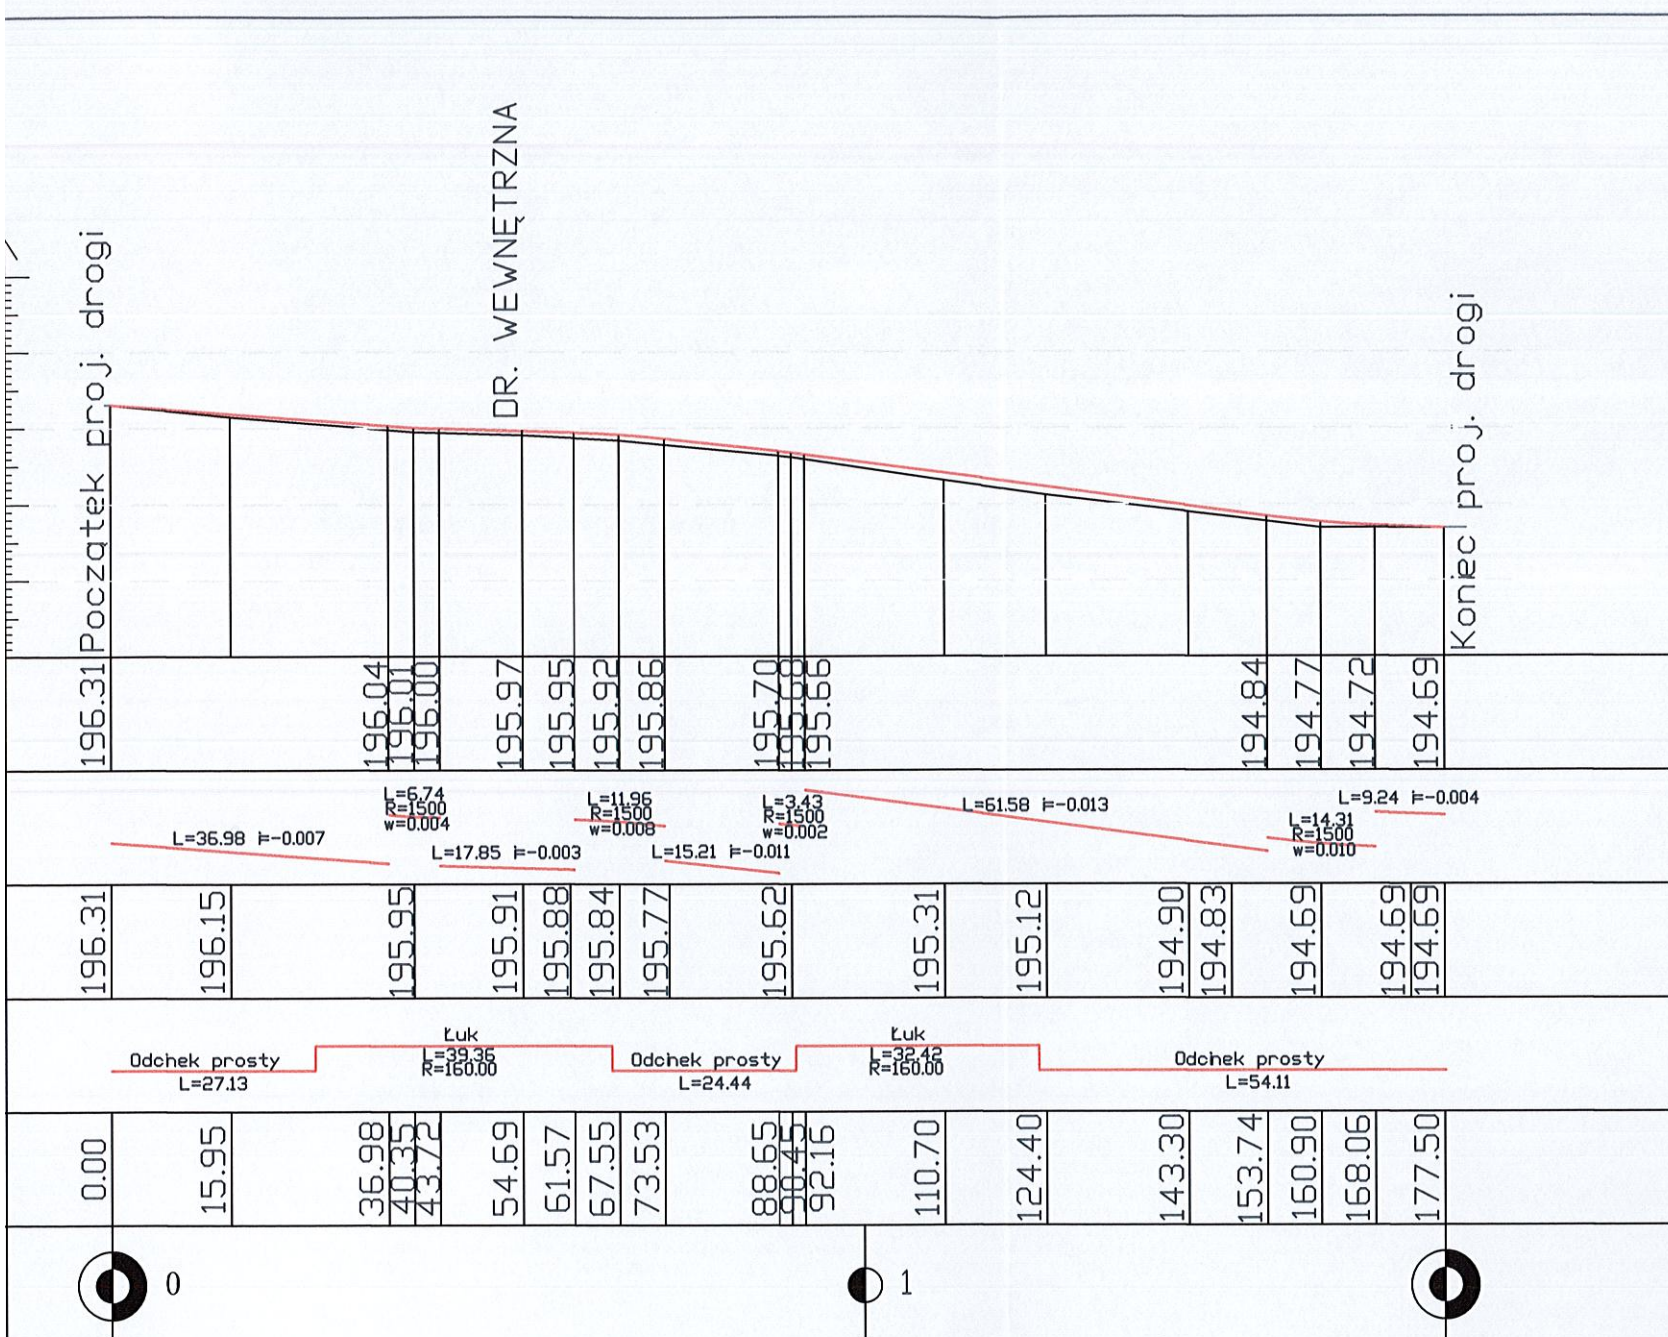 Początek proj. drogi
DR. WEWNĘTRZNA
Koniec proj. drogi
196.31
196.04
196.01
196.00
195.97
195.95
195.92
195.86
195.70
195.68
195.66
194.84
194.77
194.72
194.69
L=36.98 i=-0.007
L=6.74
R=1500
w=0.004
L=17.85 i=-0.003
L=11.96
R=1500
w=0.008
L=15.21 i=-0.011
L=3.43
R=1500
w=0.002
L=61.58 i=-0.013
L=14.31
R=1500
w=0.010
L=9.24 i=-0.004
196.31
196.15
195.95
195.91
195.88
195.84
195.77
195.62
195.31
195.12
194.90
194.83
194.69
194.69
194.69
Odchek prosty
L=27.13
Łuk
L=39.36
R=160.00
Odchek prosty
L=24.44
Łuk
L=32.42
R=160.00
Odchek prosty
L=54.11
0.00
15.95
36.98
40.35
43.72
54.69
61.57
67.55
73.53
88.65
90.45
92.16
110.70
124.40
143.30
153.74
160.90
168.06
177.50
0
1